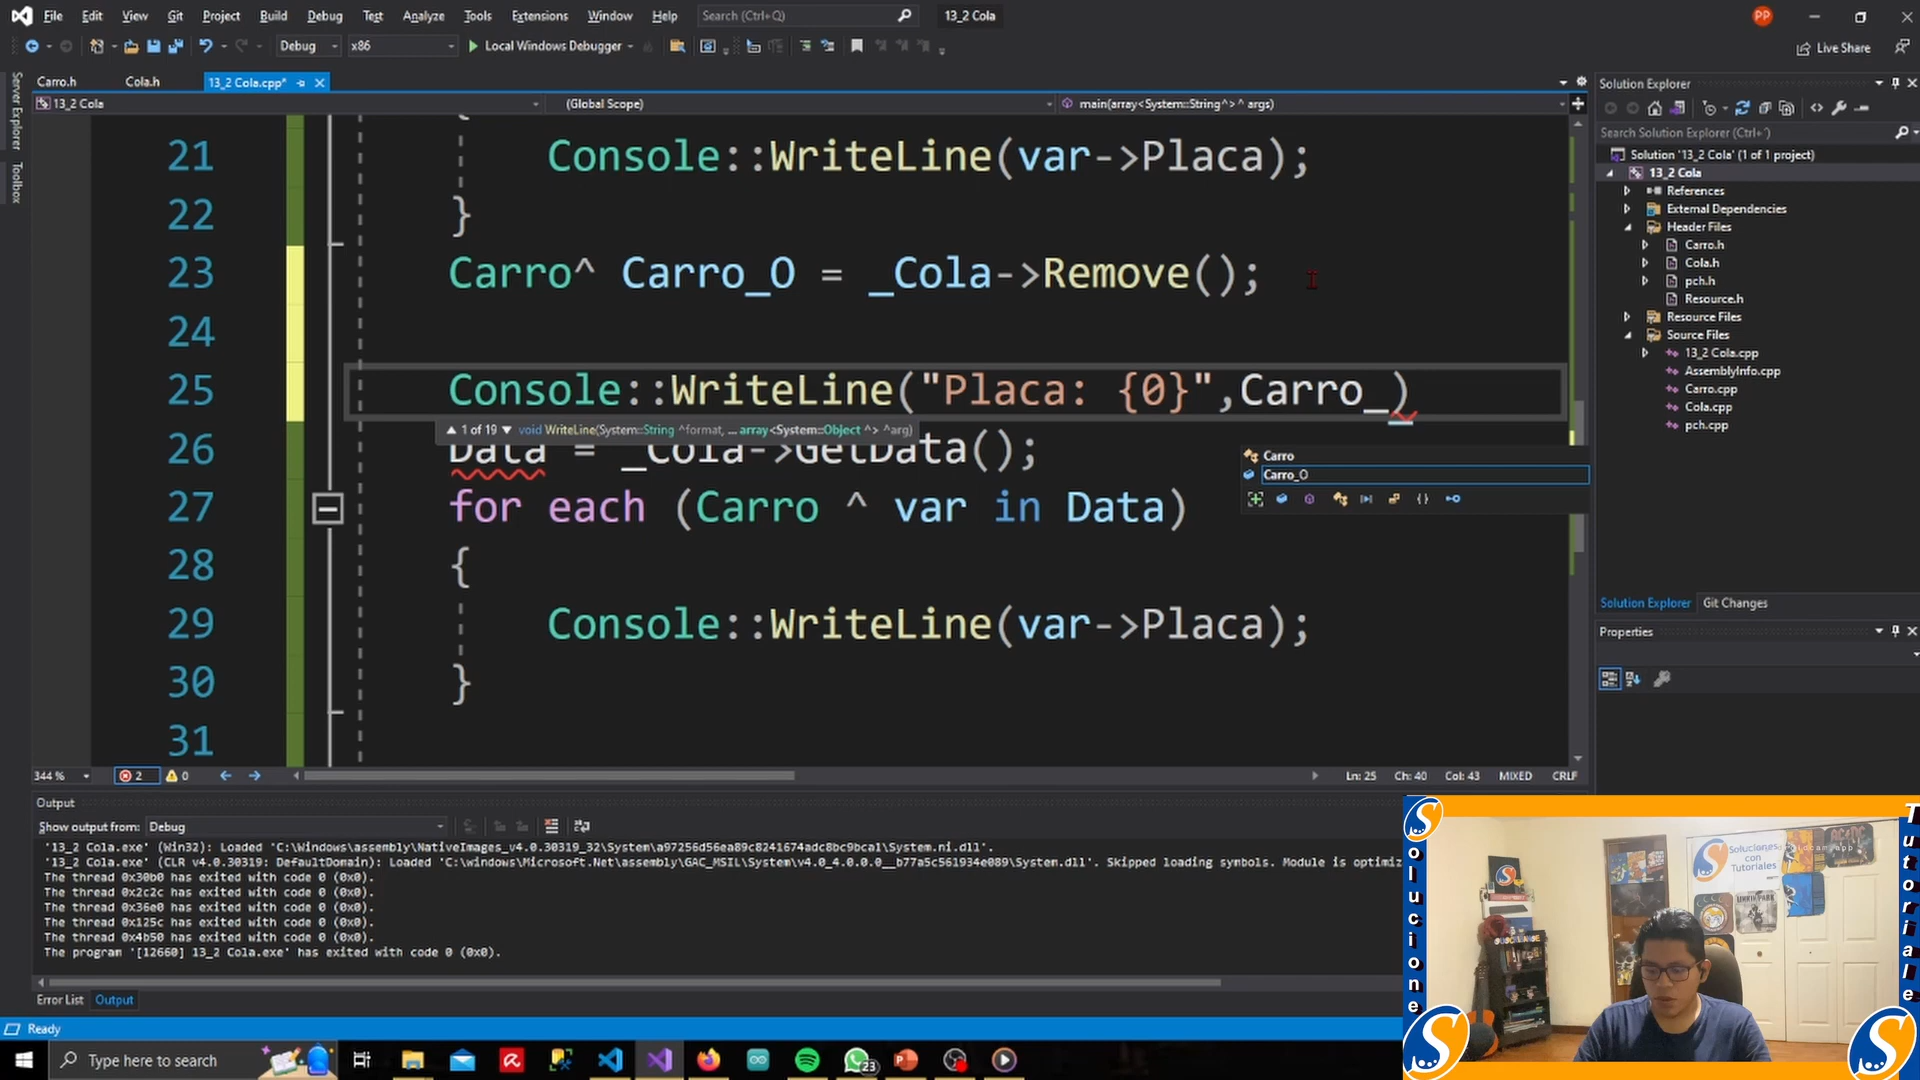 File Edit View Git Project Build Debug Test Analyze Tools Extensions Window Help Search (Ctrl+Q) 13_2 Cola PP
Debug x86 Local Windows Debugger Live Share
Server Explorer
Toolbox
Carro.h Cola.h 13_2 Cola.cpp*
13_2 Cola (Global Scope) main(array<System::String^>^ args)
21 Console::WriteLine(var->Placa);
22 }
23 Carro^ Carro_O = _Cola->Remove();
24
25 Console::WriteLine("Placa: {0}",Carro_)
1 of 19 void WriteLine(System::String ^format, ... array<System::Object ^> ^arg)
26 Data = _Cola->GetData();
Carro
Carro_O
27 for each (Carro ^ var in Data)
28 {
29 Console::WriteLine(var->Placa);
30 }
31
344 % 2 0 Ln: 25 Ch: 40 Col: 43 MIXED CRLF
Solution Explorer
Search Solution Explorer (Ctrl+')
Solution '13_2 Cola' (1 of 1 project)
13_2 Cola
References
External Dependencies
Header Files
Carro.h
Cola.h
pch.h
Resource.h
Resource Files
Source Files
13_2 Cola.cpp
AssemblyInfo.cpp
Carro.cpp
Cola.cpp
pch.cpp
Solution Explorer Git Changes
Properties
Output
Show output from: Debug
'13_2 Cola.exe' (Win32): Loaded 'C:\Windows\assembly\NativeImages_v4.0.30319_32\System\a97256d56ea89c8241674adc8bc9bca1\System.ni.dll'.
'13_2 Cola.exe' (CLR v4.0.30319: DefaultDomain): Loaded 'C:\windows\Microsoft.Net\assembly\GAC_MSIL\System\v4.0_4.0.0.0__b77a5c561934e089\System.dll'. Skipped loading symbols. Module is optimiz
The thread 0x30b0 has exited with code 0 (0x0).
The thread 0x2c2c has exited with code 0 (0x0).
The thread 0x36e0 has exited with code 0 (0x0).
The thread 0x125c has exited with code 0 (0x0).
The thread 0x4b50 has exited with code 0 (0x0).
The program '[12660] 13_2 Cola.exe' has exited with code 0 (0x0).
Error List Output
Ready
Type here to search
23
Solucione
Tutoriale
Soluciones
con
Tutoriales
AC/DC
LINKIN PARK